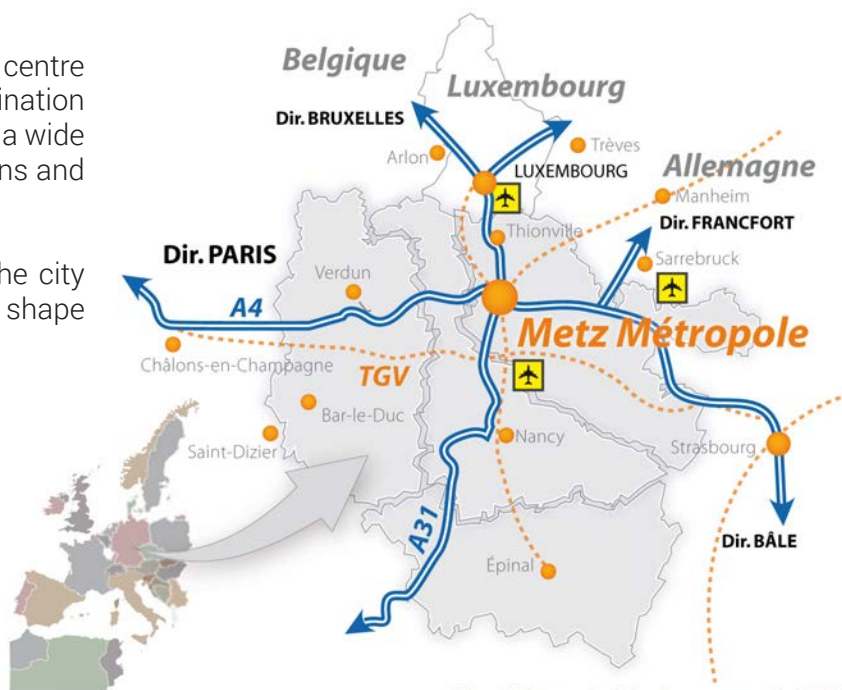 centre
ination
a wide
ns and
he city
shape
Belgique
Luxembourg
Dir. BRUXELLES
Arlon
Trèves
LUXEMBOURG
Allemagne
Manheim
Thionville
Dir. FRANCFORT
Dir. PARIS
Verdun
Sarrebruck
A4
Metz Métropole
Châlons-en-Champagne
TGV
Bar-le-Duc
Saint-Dizier
Nancy
Strasbourg
A31
Dir. BÂLE
Épinal